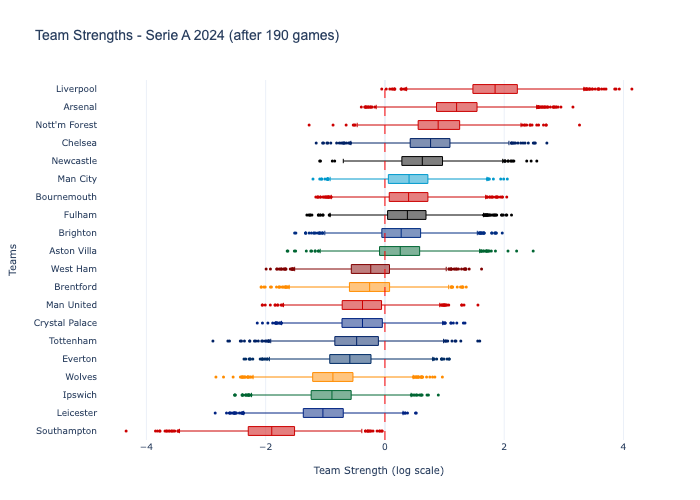 Team Strengths - Serie A 2024 (after 190 games)
Liverpool
Arsenal
Nott'm Forest
Chelsea
Newcastle
Man City
Bournemouth
Fulham
Brighton
Aston Villa
West Ham
Brentford
Man United
Crystal Palace
Tottenham
Everton
Wolves
Ipswich
Leicester
Southampton
Teams
−4 −2 0 2 4
Team Strength (log scale)